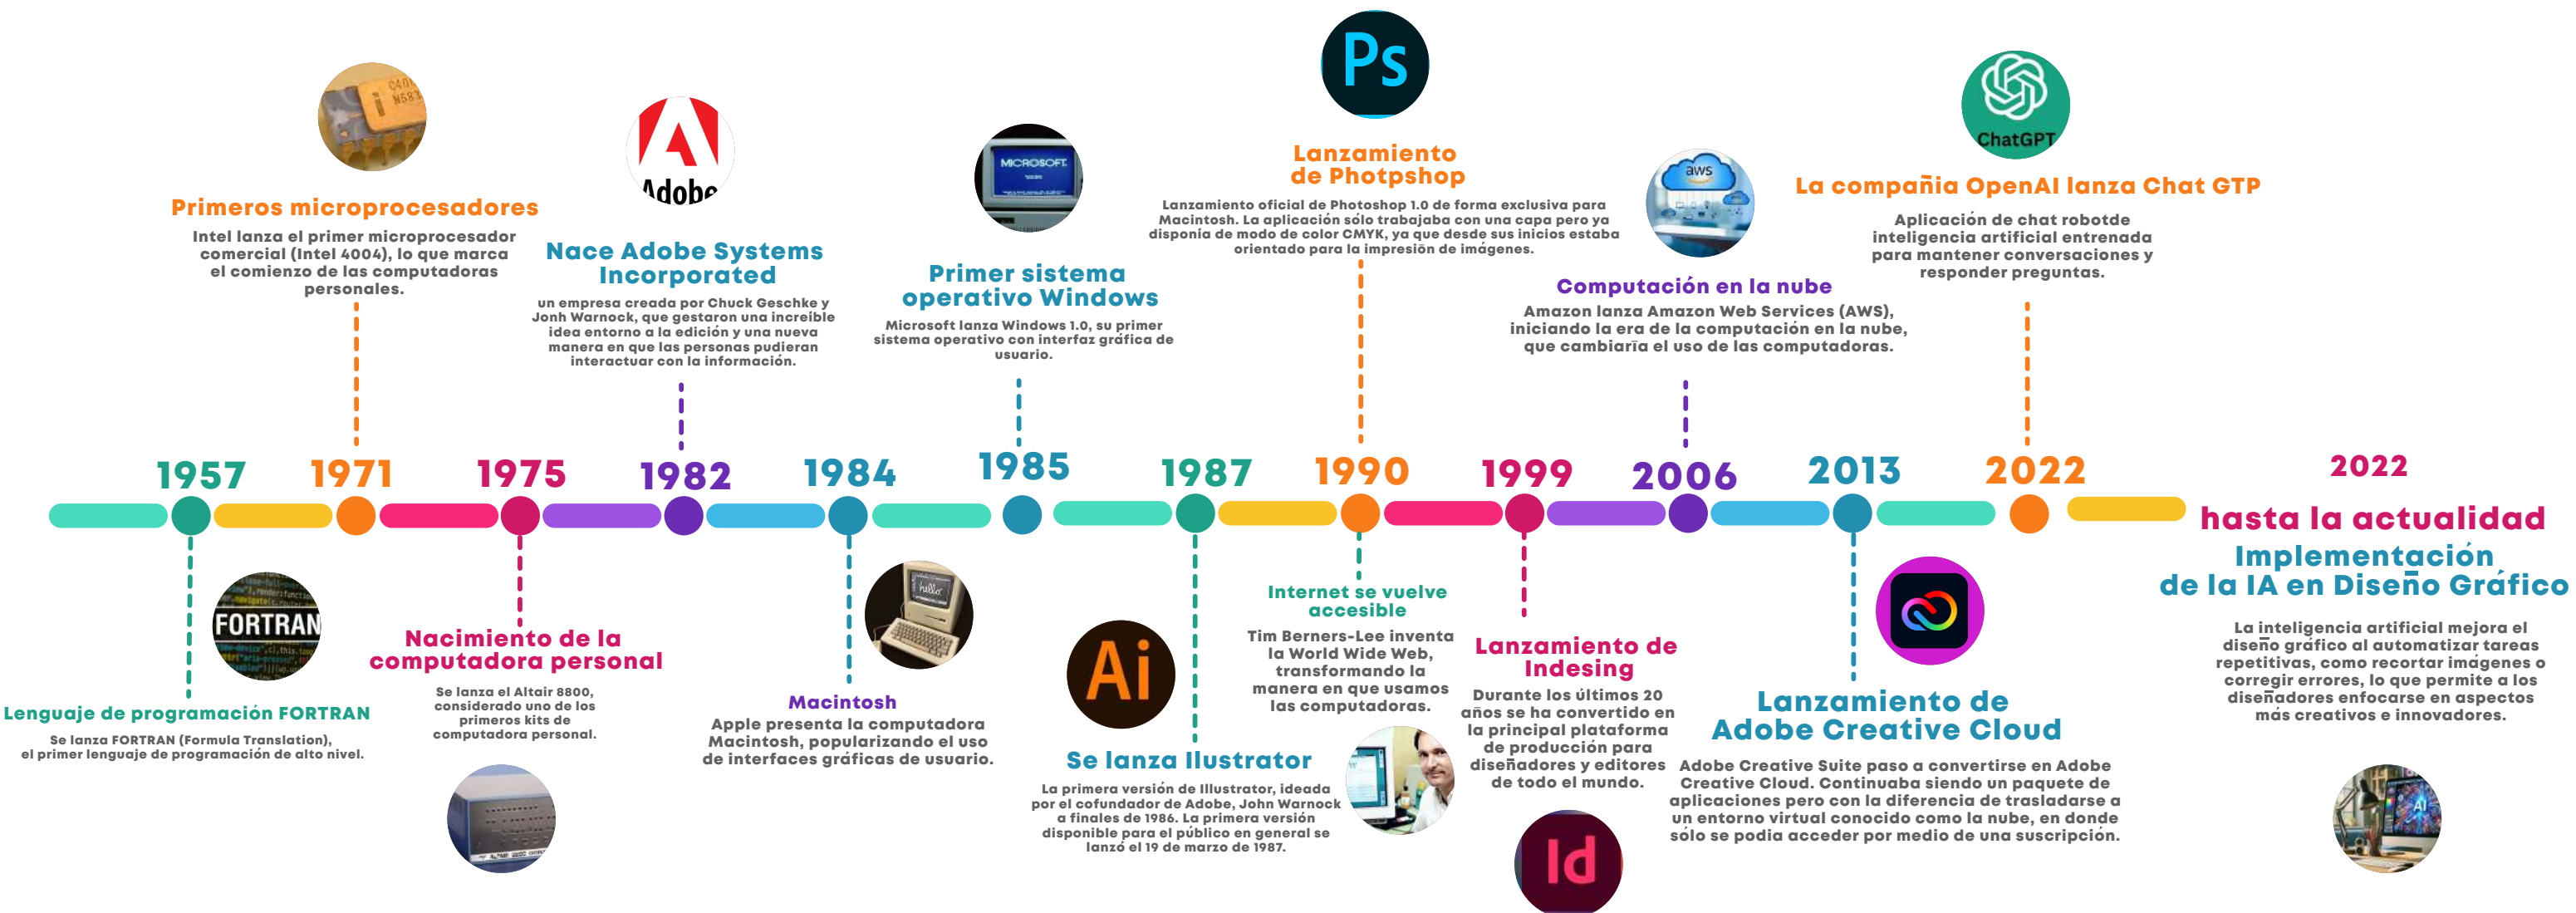 1957
FORTRAN
Lenguaje de programación FORTRAN
Se lanza FORTRAN (Formula Translation),
el primer lenguaje de programación de alto nivel.
Primeros microprocesadores
Intel lanza el primer microprocesador
comercial (Intel 4004), lo que marca
el comienzo de las computadoras
personales.
1971
1975
Nacimiento de la
computadora personal
Se lanza el Altair 8800,
considerado uno de los
primeros kits de
computadora personal.
Adobe
Nace Adobe Systems
Incorporated
un empresa creada por Chuck Geschke y
Jonh Warnock, que gestaron una increíble
idea entorno a la edición y una nueva
manera en que las personas pudieran
interactuar con la información.
1982
1984
hello
Macintosh
Apple presenta la computadora
Macintosh, popularizando el uso
de interfaces gráficas de usuario.
MICROSOFT
Primer sistema
operativo Windows
Microsoft lanza Windows 1.0, su primer
sistema operativo con interfaz gráfica de
usuario.
1985
1987
Ai
Se lanza Ilustrator
La primera versión de Illustrator, ideada
por el cofundador de Adobe, John Warnock
a finales de 1986. La primera versión
disponible para el público en general se
lanzó el 19 de marzo de 1987.
Ps
Lanzamiento
de Photpshop
Lanzamiento oficial de Photoshop 1.0 de forma exclusiva para
Macintosh. La aplicación sólo trabajaba con una capa pero ya
disponía de modo de color CMYK, ya que desde sus inicios estaba
orientado para la impresión de imágenes.
1990
Internet se vuelve
accesible
Tim Berners-Lee inventa
la World Wide Web,
transformando la
manera en que usamos
las computadoras.
1999
Lanzamiento de
Indesing
Durante los últimos 20
años se ha convertido en
la principal plataforma
de producción para
diseñadores y editores
de todo el mundo.
Id
aws
Computación en la nube
Amazon lanza Amazon Web Services (AWS),
iniciando la era de la computación en la nube,
que cambiaría el uso de las computadoras.
2006
2013
Lanzamiento de
Adobe Creative Cloud
Adobe Creative Suite paso a convertirse en Adobe
Creative Cloud. Continuaba siendo un paquete de
aplicaciones pero con la diferencia de trasladarse a
un entorno virtual conocido como la nube, en donde
sólo se podia acceder por medio de una suscripción.
ChatGPT
La compañia OpenAI lanza Chat GTP
Aplicación de chat robotde
inteligencia artificial entrenada
para mantener conversaciones y
responder preguntas.
2022
2022
hasta la actualidad
Implementación
de la IA en Diseño Gráfico
La inteligencia artificial mejora el
diseño gráfico al automatizar tareas
repetitivas, como recortar imágenes o
corregir errores, lo que permite a los
diseñadores enfocarse en aspectos
más creativos e innovadores.
AI